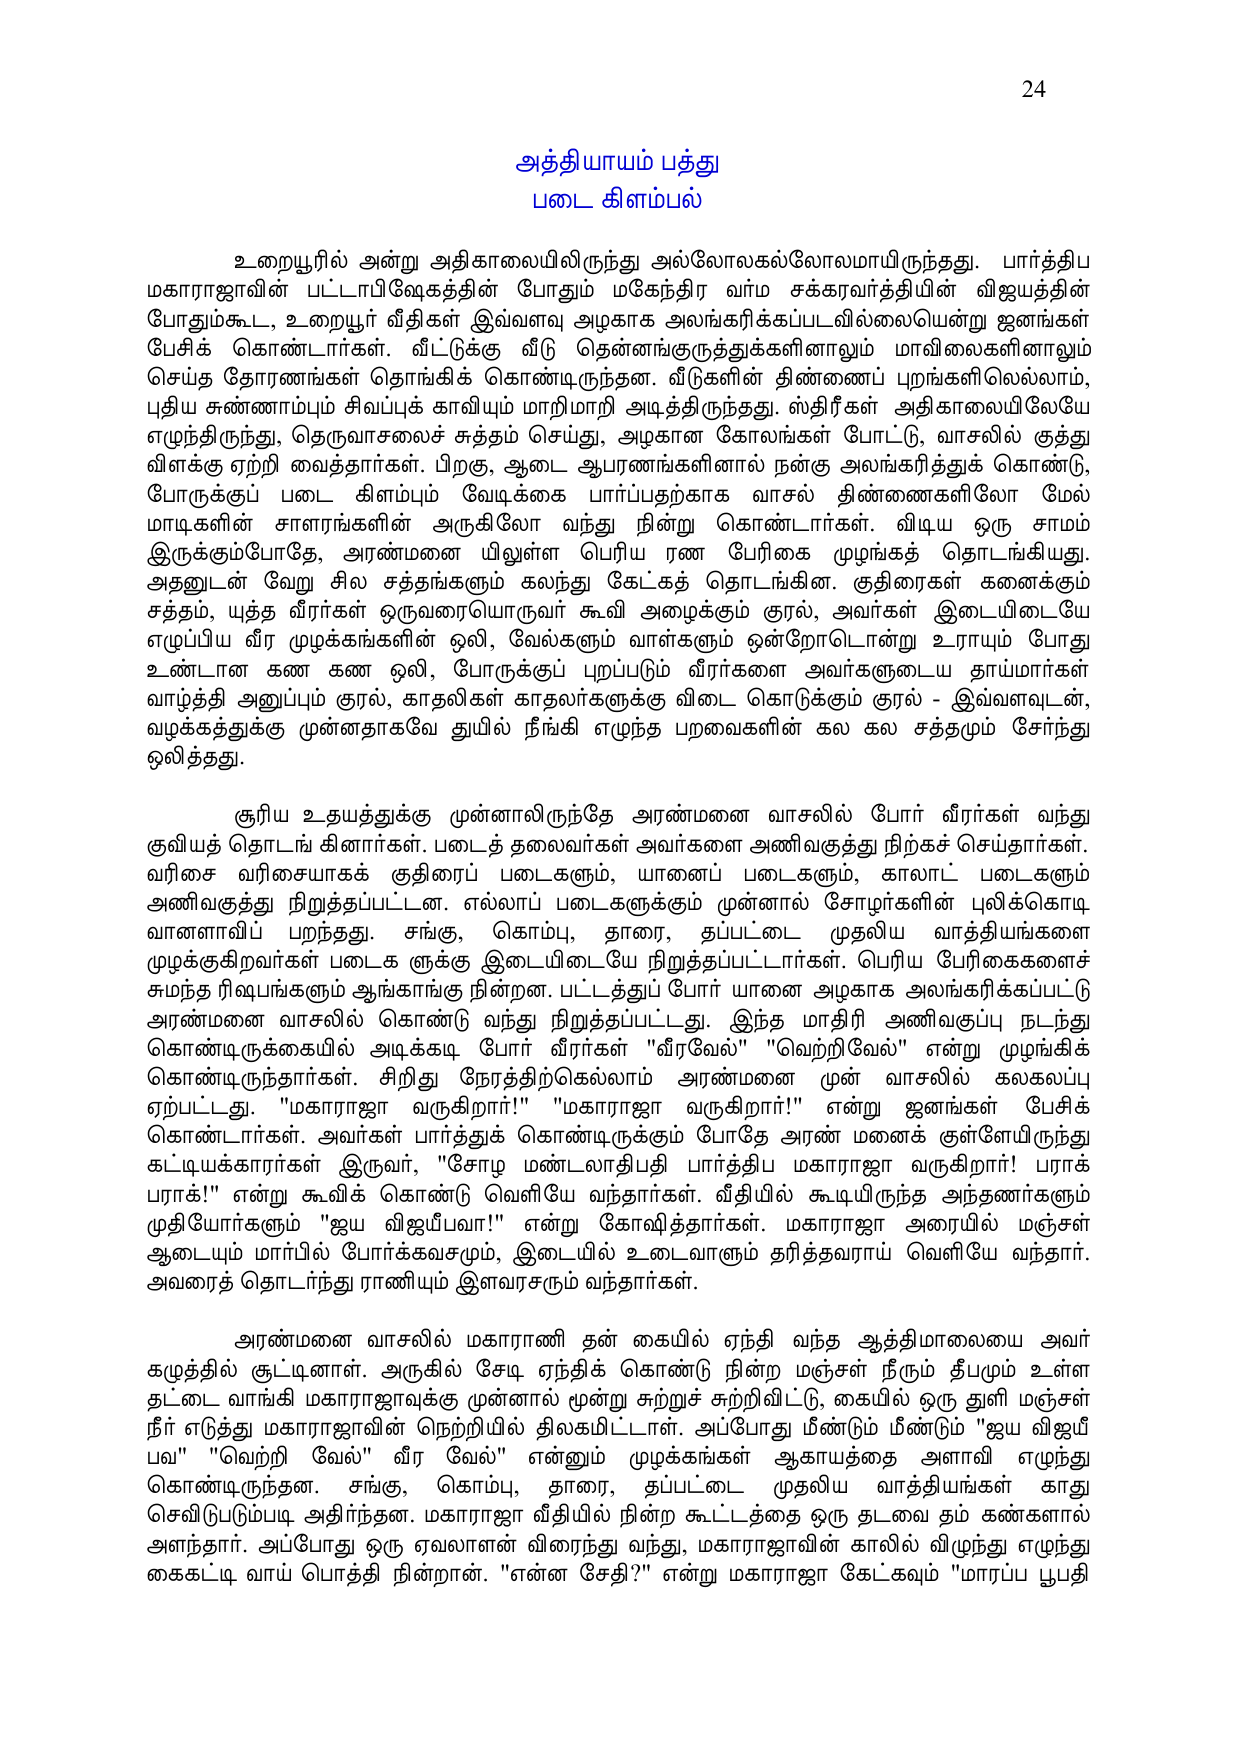 24
அத்தியாயம் பத்து
படை கிளம்பல்
உறையூரில் அன்று அதிகாலையிலிருந்து அல்லோலகல்லோலமாயிருந்தது. பார்த்திப
மகாராஜாவின் பட்டாபிஷேகத்தின் போதும் மகேந்திர வர்ம சக்கரவர்த்தியின் விஜயத்தின்
போதும்கூட, உறையூர் வீதிகள் இவ்வளவு அழகாக அலங்கரிக்கப்படவில்லையென்று ஜனங்கள்
பேசிக் கொண்டார்கள். வீட்டுக்கு வீடு தென்னங்குருத்துக்களினாலும் மாவிலைகளினாலும்
செய்த தோரணங்கள் தொங்கிக் கொண்டிருந்தன. வீடுகளின் திண்ணைப் புறங்களிலெல்லாம்,
புதிய சுண்ணாம்பும் சிவப்புக் காவியும் மாறிமாறி அடித்திருந்தது. ஸ்திரீகள் அதிகாலையிலேயே
எழுந்திருந்து, தெருவாசலைச் சுத்தம் செய்து, அழகான கோலங்கள் போட்டு, வாசலில் குத்து
விளக்கு ஏற்றி வைத்தார்கள். பிறகு, ஆடை ஆபரணங்களினால் நன்கு அலங்கரித்துக் கொண்டு,
போருக்குப் படை கிளம்பும் வேடிக்கை பார்ப்பதற்காக வாசல் திண்ணைகளிலோ மேல்
மாடிகளின் சாளரங்களின் அருகிலோ வந்து நின்று கொண்டார்கள். விடிய ஒரு சாமம்
இருக்கும்போதே, அரண்மனை யிலுள்ள பெரிய ரண பேரிகை முழங்கத் தொடங்கியது.
அதனுடன் வேறு சில சத்தங்களும் கலந்து கேட்கத் தொடங்கின. குதிரைகள் கனைக்கும்
சத்தம், யுத்த வீரர்கள் ஒருவரையொருவர் கூவி அழைக்கும் குரல், அவர்கள் இடையிடையே
எழுப்பிய வீர முழக்கங்களின் ஒலி, வேல்களும் வாள்களும் ஒன்றோடொன்று உராயும் போது
உண்டான கண கண ஒலி, போருக்குப் புறப்படும் வீரர்களை அவர்களுடைய தாய்மார்கள்
வாழ்த்தி அனுப்பும் குரல், காதலிகள் காதலர்களுக்கு விடை கொடுக்கும் குரல் - இவ்வளவுடன்,
வழக்கத்துக்கு முன்னதாகவே துயில் நீங்கி எழுந்த பறவைகளின் கல கல சத்தமும் சேர்ந்து
ஒலித்தது.
சூரிய உதயத்துக்கு முன்னாலிருந்தே அரண்மனை வாசலில் போர் வீரர்கள் வந்து
குவியத் தொடங் கினார்கள். படைத் தலைவர்கள் அவர்களை அணிவகுத்து நிற்கச் செய்தார்கள்.
வரிசை வரிசையாகக் குதிரைப் படைகளும், யானைப் படைகளும், காலாட் படைகளும்
அணிவகுத்து நிறுத்தப்பட்டன. எல்லாப் படைகளுக்கும் முன்னால் சோழர்களின் புலிக்கொடி
வானளாவிப் பறந்தது. சங்கு, கொம்பு, தாரை, தப்பட்டை முதலிய வாத்தியங்களை
முழக்குகிறவர்கள் படைக ளுக்கு இடையிடையே நிறுத்தப்பட்டார்கள். பெரிய பேரிகைகளைச்
சுமந்த ரிஷபங்களும் ஆங்காங்கு நின்றன. பட்டத்துப் போர் யானை அழகாக அலங்கரிக்கப்பட்டு
அரண்மனை வாசலில் கொண்டு வந்து நிறுத்தப்பட்டது. இந்த மாதிரி அணிவகுப்பு நடந்து
கொண்டிருக்கையில் அடிக்கடி போர் வீரர்கள் "வீரவேல்" "வெற்றிவேல்" என்று முழங்கிக்
கொண்டிருந்தார்கள். சிறிது நேரத்திற்கெல்லாம் அரண்மனை முன் வாசலில் கலகலப்பு
ஏற்பட்டது. "மகாராஜா வருகிறார்!" "மகாராஜா வருகிறார்!" என்று ஜனங்கள் பேசிக்
கொண்டார்கள். அவர்கள் பார்த்துக் கொண்டிருக்கும் போதே அரண் மனைக் குள்ளேயிருந்து
கட்டியக்காரர்கள் இருவர், "சோழ மண்டலாதிபதி பார்த்திப மகாராஜா வருகிறார்! பராக்
பராக்!" என்று கூவிக் கொண்டு வெளியே வந்தார்கள். வீதியில் கூடியிருந்த அந்தணர்களும்
முதியோர்களும் "ஜய விஜயீபவா!" என்று கோஷித்தார்கள். மகாராஜா அரையில் மஞ்சள்
ஆடையும் மார்பில் போர்க்கவசமும், இடையில் உடைவாளும் தரித்தவராய் வெளியே வந்தார்.
அவரைத் தொடர்ந்து ராணியும் இளவரசரும் வந்தார்கள்.
அரண்மனை வாசலில் மகாராணி தன் கையில் ஏந்தி வந்த ஆத்திமாலையை அவர்
கழுத்தில் சூட்டினாள். அருகில் சேடி ஏந்திக் கொண்டு நின்ற மஞ்சள் நீரும் தீபமும் உள்ள
தட்டை வாங்கி மகாராஜாவுக்கு முன்னால் மூன்று சுற்றுச் சுற்றிவிட்டு, கையில் ஒரு துளி மஞ்சள்
நீர் எடுத்து மகாராஜாவின் நெற்றியில் திலகமிட்டாள். அப்போது மீண்டும் மீண்டும் "ஜய விஜயீ
பவ" "வெற்றி வேல்" வீர வேல்" என்னும் முழக்கங்கள் ஆகாயத்தை அளாவி எழுந்து
கொண்டிருந்தன. சங்கு, கொம்பு, தாரை, தப்பட்டை முதலிய வாத்தியங்கள் காது
செவிடுபடும்படி அதிர்ந்தன. மகாராஜா வீதியில் நின்ற கூட்டத்தை ஒரு தடவை தம் கண்களால்
அளந்தார். அப்போது ஒரு ஏவலாளன் விரைந்து வந்து, மகாராஜாவின் காலில் விழுந்து எழுந்து
கைகட்டி வாய் பொத்தி நின்றான். "என்ன சேதி?" என்று மகாராஜா கேட்கவும் "மாரப்ப பூபதி